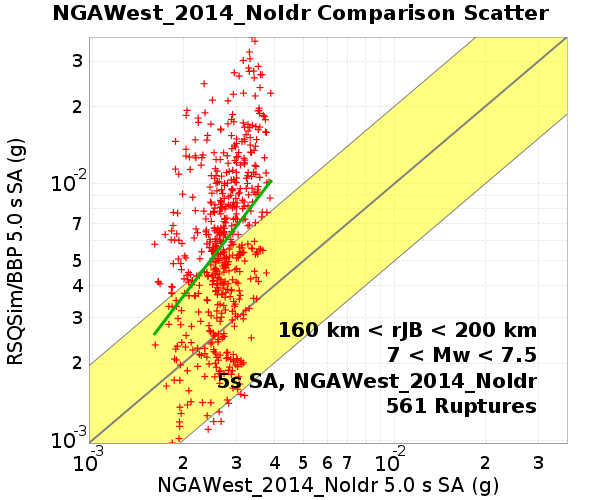 NGAWest_2014_NoIdr Comparison Scatter
RSQSim/BBP 5.0 s SA (g)
3
2
10^-2
7
5
4
3
2
10^-3
160 km < rJB < 200 km
7 < Mw < 7.5
5s SA, NGAWest_2014_NoIdr
561 Ruptures
10^-3 2 3 4 5 6 7 10^-2 2 3
NGAWest_2014_NoIdr 5.0 s SA (g)